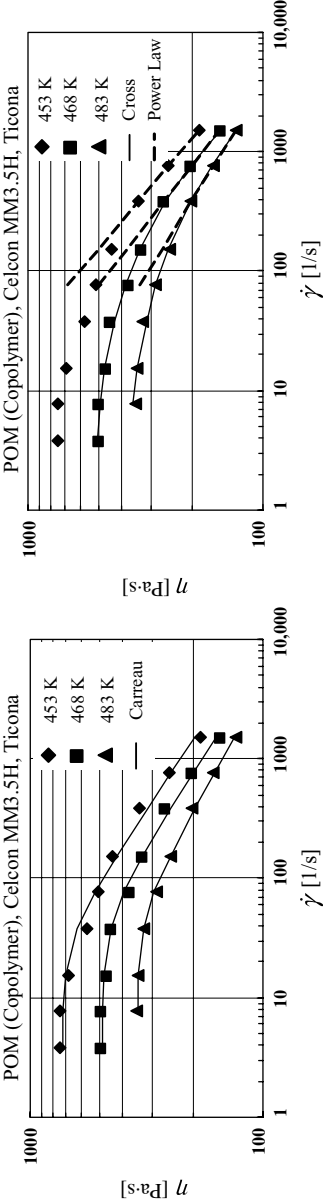 POM (Copolymer), Celcon MM3.5H, Ticona
1000
453 K
468 K
483 K
Carreau
η [Pa·s]
100
1
10
100
1000
10,000
γ̇ [1/s]
POM (Copolymer), Celcon MM3.5H, Ticona
1000
453 K
468 K
483 K
Cross
Power Law
η [Pa·s]
100
1
10
100
1000
10,000
γ̇ [1/s]